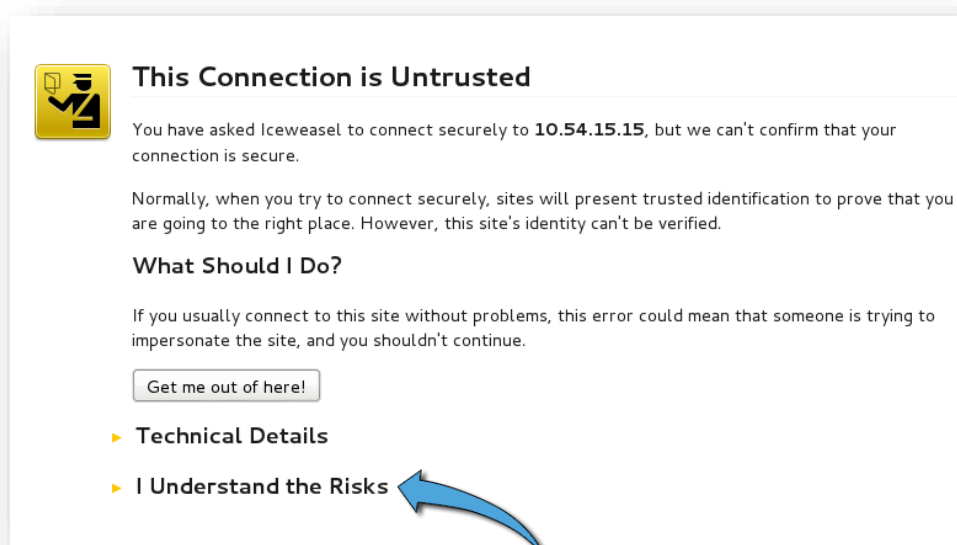 This Connection is Untrusted
You have asked Iceweasel to connect securely to 10.54.15.15, but we can't confirm that your
connection is secure.
Normally, when you try to connect securely, sites will present trusted identification to prove that you
are going to the right place. However, this site's identity can't be verified.
What Should I Do?
If you usually connect to this site without problems, this error could mean that someone is trying to
impersonate the site, and you shouldn't continue.
Get me out of here!
Technical Details
I Understand the Risks